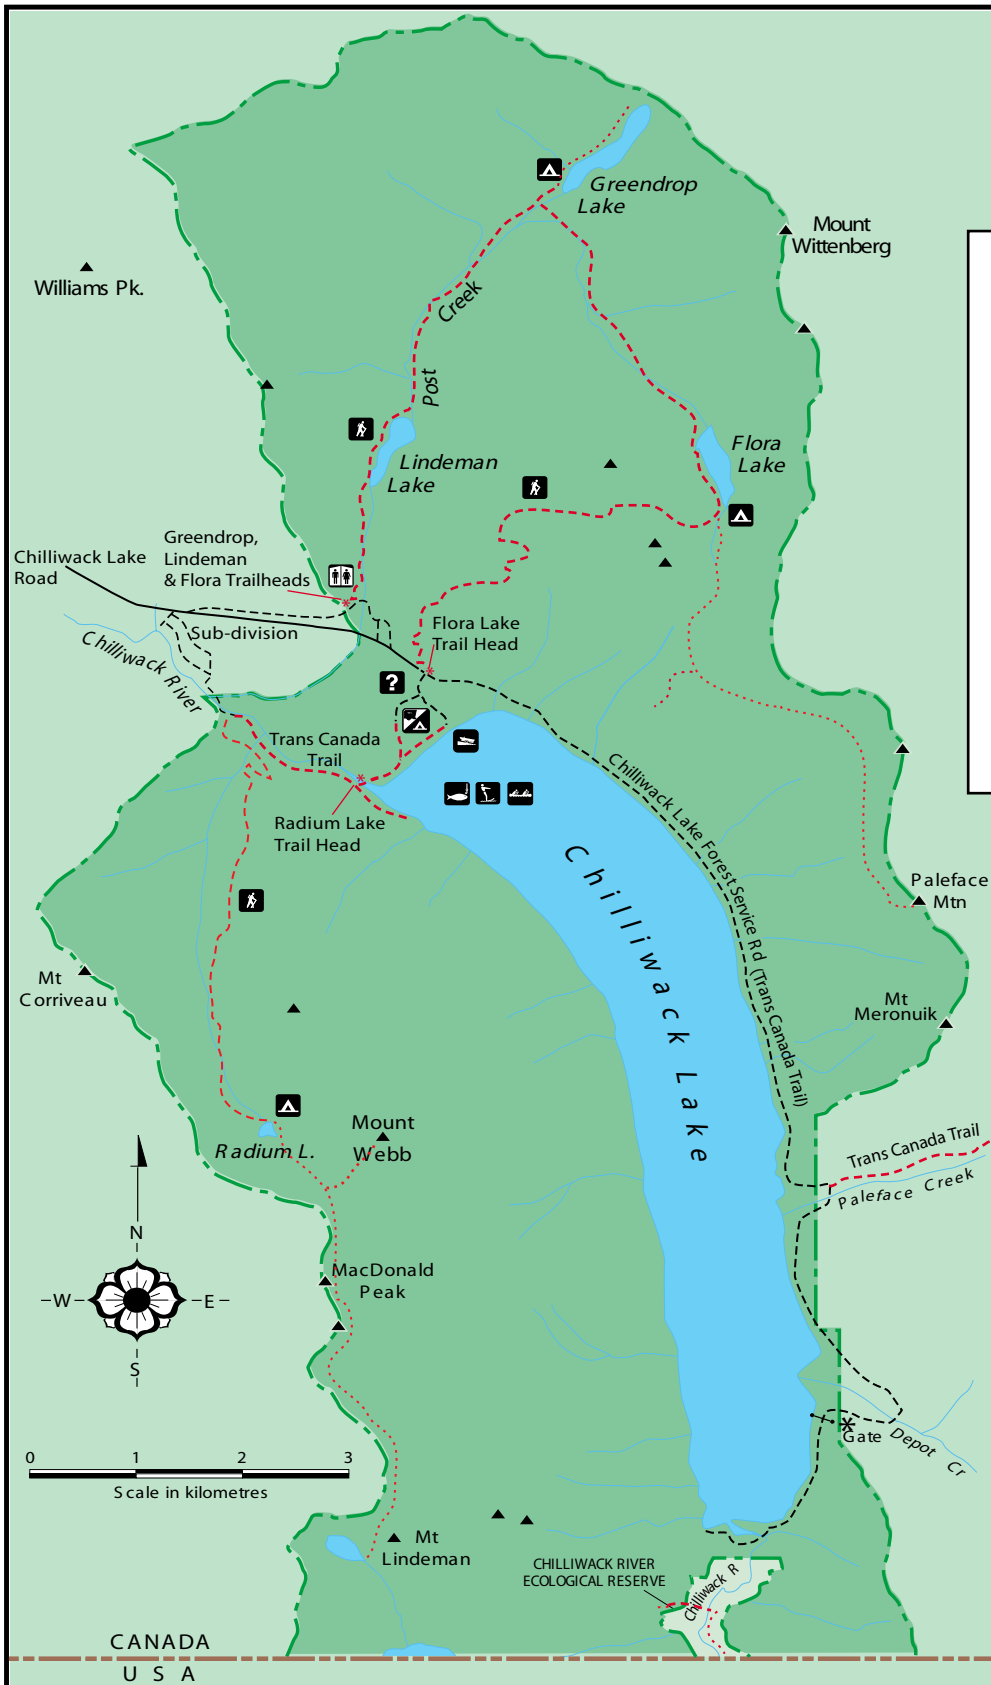 Greendrop
Lake
Mount
Wittenberg
Williams Pk.
Creek
Post
Flora
Lake
Lindeman
Lake
Greendrop,
Lindeman
& Flora Trailheads
Chilliwack Lake
Road
Sub-division
Flora Lake
Trail Head
Chilliwack River
?
Trans Canada
Trail
Radium Lake
Trail Head
Chilliwack Lake Forest Service Rd (Trans Canada Trail)
Chilliwack Lake
Paleface
Mtn
Mt
Corriveau
Mt
Meronuik
Mount
Webb
Radium L.
Trans Canada Trail
Paleface Creek
N
W
E
S
MacDonald
Peak
Gate
Depot Cr
0 1 2 3
Scale in kilometres
Mt
Lindeman
CHILLIWACK RIVER
ECOLOGICAL RESERVE
Chilliwack R
CANADA
U S A